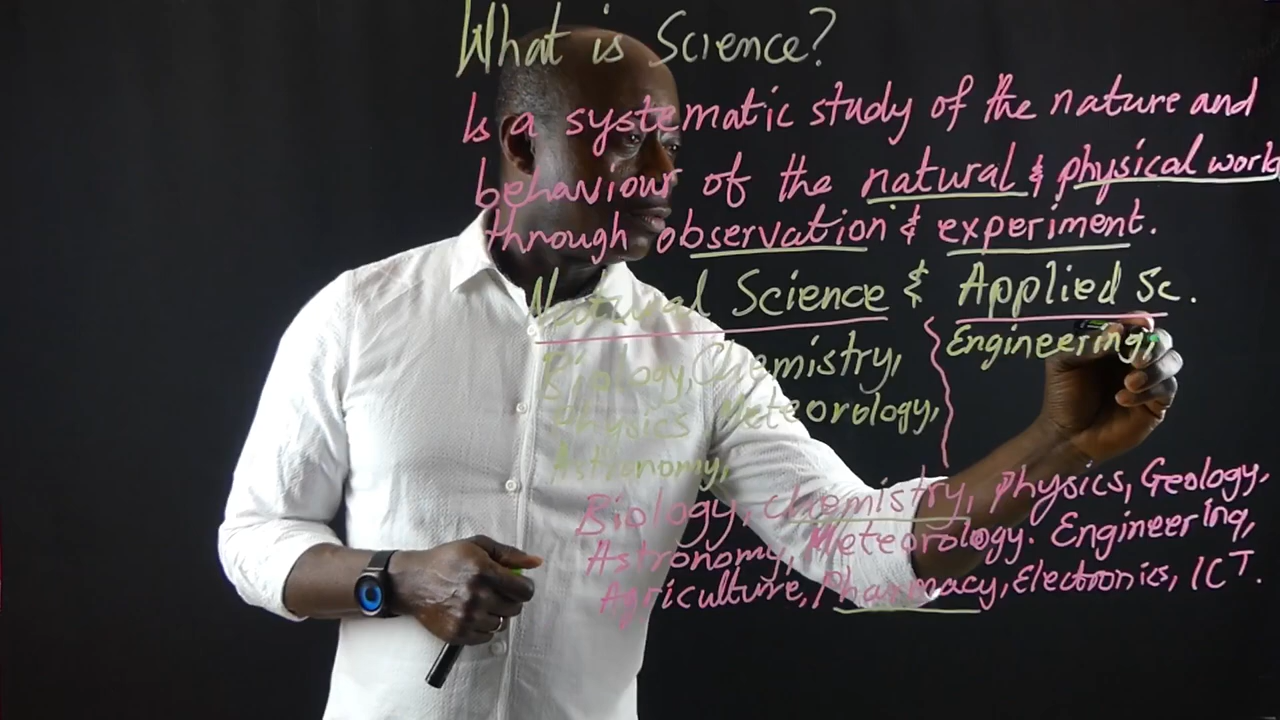 What is Science?
Is a systematic study of the nature and
behaviour of the natural & physical world
through observation & experiment.
Natural Science & Applied Sc.
Biology, Chemistry,
Physics Meteorology,
Astronomy,
Engineering,
Biology, chemistry, physics, Geology,
Astronomy, Meteorology. Engineering,
Agriculture, Pharmacy, Electronics, ICT.